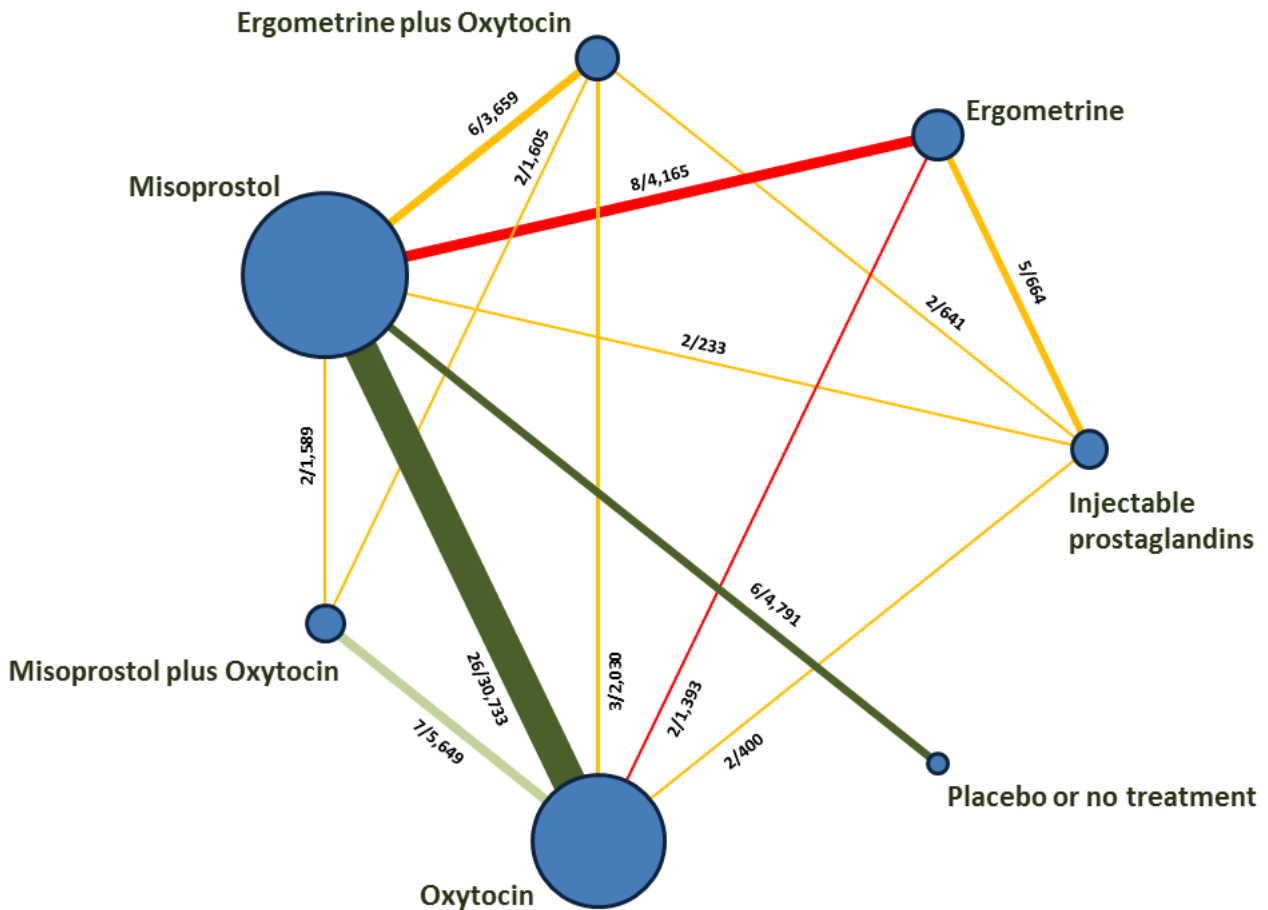 Ergometrine plus Oxytocin
Ergometrine
6/3,659
2/1,605
Misoprostol
8/4,165
5/664
2/641
2/233
2/1,589
Injectable
prostaglandins
6/4,791
Misoprostol plus Oxytocin
26/30,733
3/2,030
2/1,393
7/5,649
2/400
Placebo or no treatment
Oxytocin